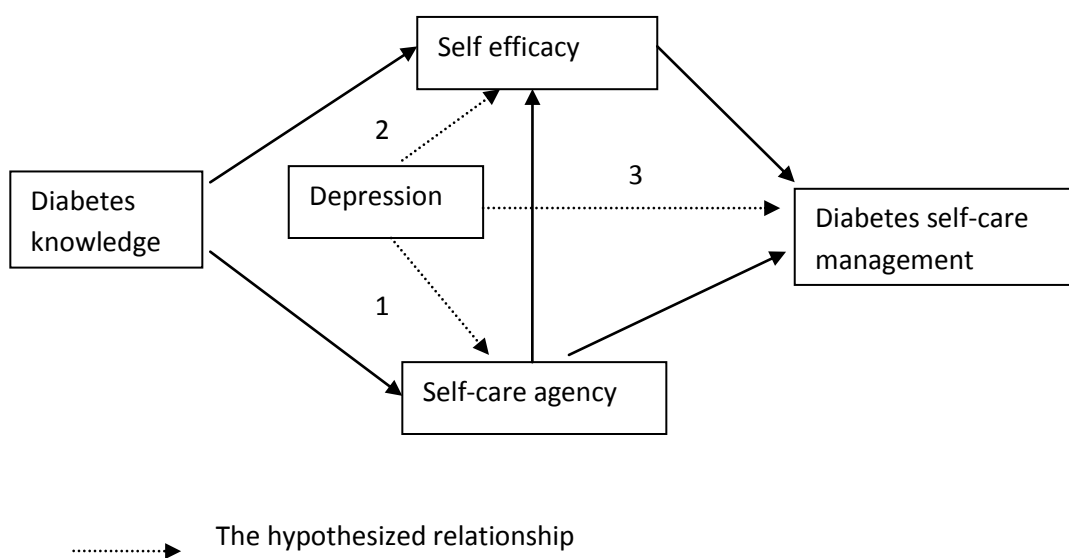 Self efficacy
2
3
Diabetes
knowledge
Depression
Diabetes self-care
management
1
Self-care agency
The hypothesized relationship